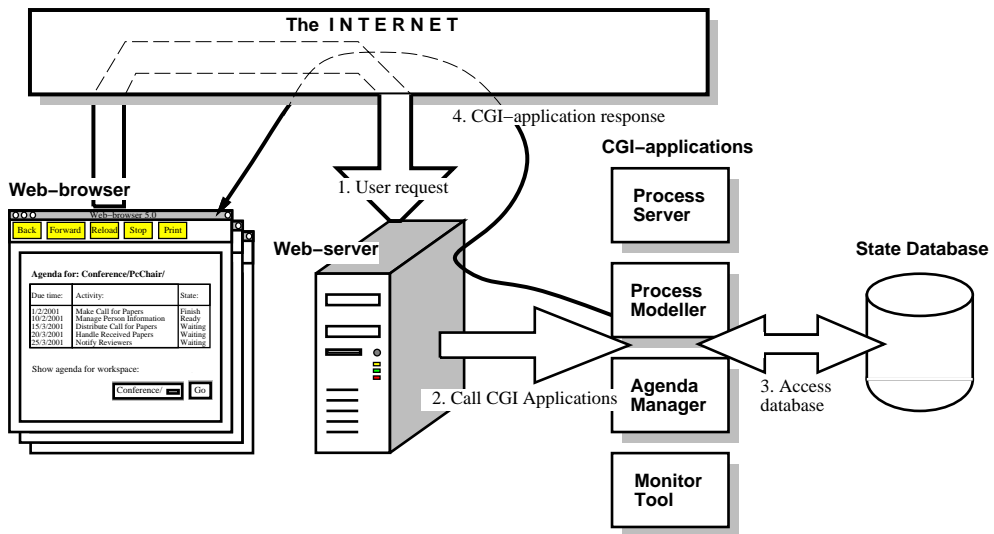 The I N T E R N E T
4. CGI−application response
CGI−applications
1. User request
Web−browser
Web−browser 5.0
Back Forward Reload Stop Print
Agenda for: Conference/PcChair/
Due time: Activity: State:
1/2/2001 Make Call for Papers Finish
10/2/2001 Manage Person Information Ready
15/3/2001 Distribute Call for Papers Waiting
20/3/2001 Handle Received Papers Waiting
25/3/2001 Notify Reviewers Waiting
Show agenda for workspace:
Conference/ Go
Web−server
2. Call CGI Applications
Process
Server
Process
Modeller
Agenda
Manager
Monitor
Tool
3. Access
database
State Database